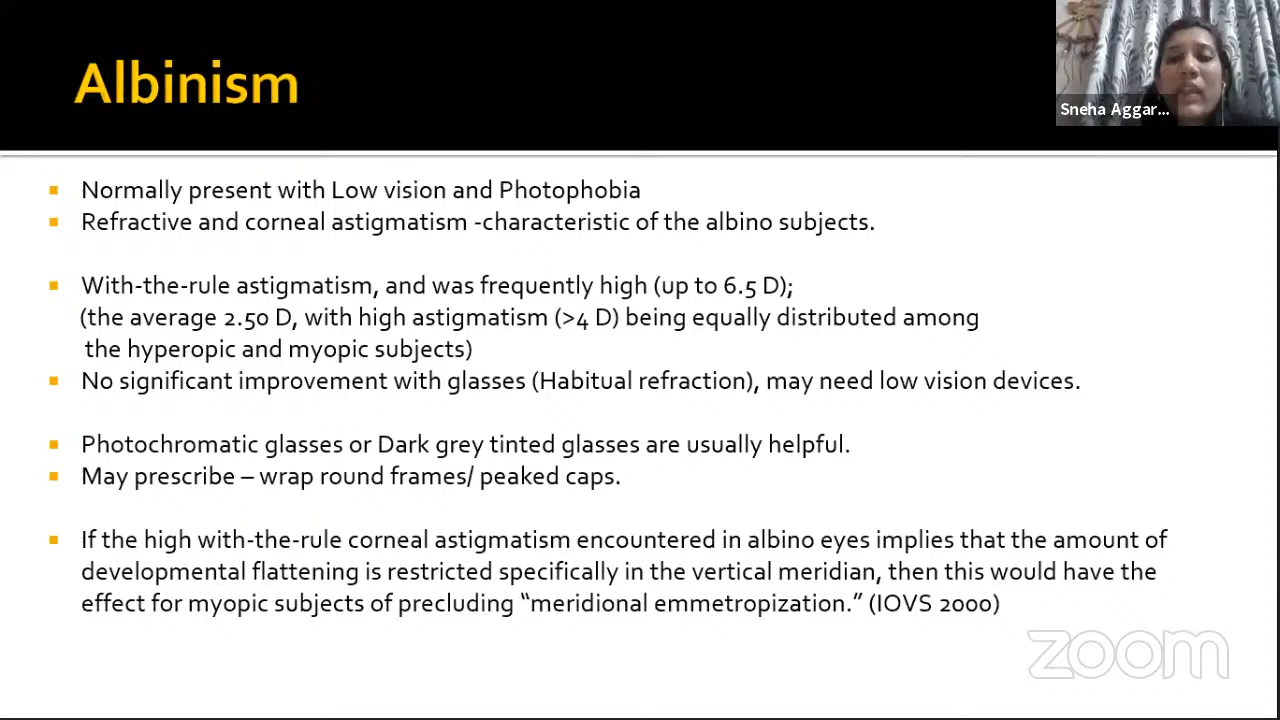 Albinism
Sneha Aggar...
▪ Normally present with Low vision and Photophobia
▪ Refractive and corneal astigmatism -characteristic of the albino subjects.
▪ With-the-rule astigmatism, and was frequently high (up to 6.5 D);
(the average 2.50 D, with high astigmatism (>4 D) being equally distributed among
the hyperopic and myopic subjects)
▪ No significant improvement with glasses (Habitual refraction), may need low vision devices.
▪ Photochromatic glasses or Dark grey tinted glasses are usually helpful.
▪ May prescribe – wrap round frames/ peaked caps.
▪ If the high with-the-rule corneal astigmatism encountered in albino eyes implies that the amount of
developmental flattening is restricted specifically in the vertical meridian, then this would have the
effect for myopic subjects of precluding “meridional emmetropization.” (IOVS 2000)
zoom